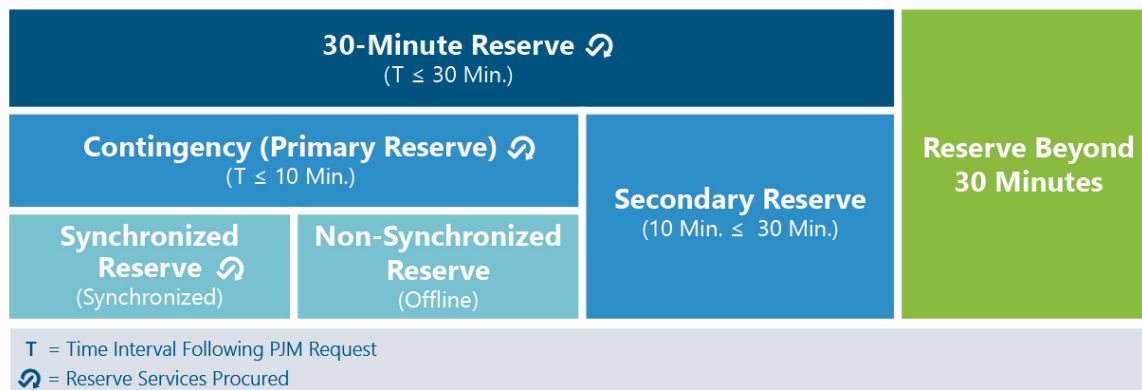 30-Minute Reserve
(T ≤ 30 Min.)
Contingency (Primary Reserve)
(T ≤ 10 Min.)
Synchronized
Reserve
(Synchronized)
Non-Synchronized
Reserve
(Offline)
Secondary Reserve
(10 Min. ≤ 30 Min.)
Reserve Beyond
30 Minutes
T = Time Interval Following PJM Request
= Reserve Services Procured